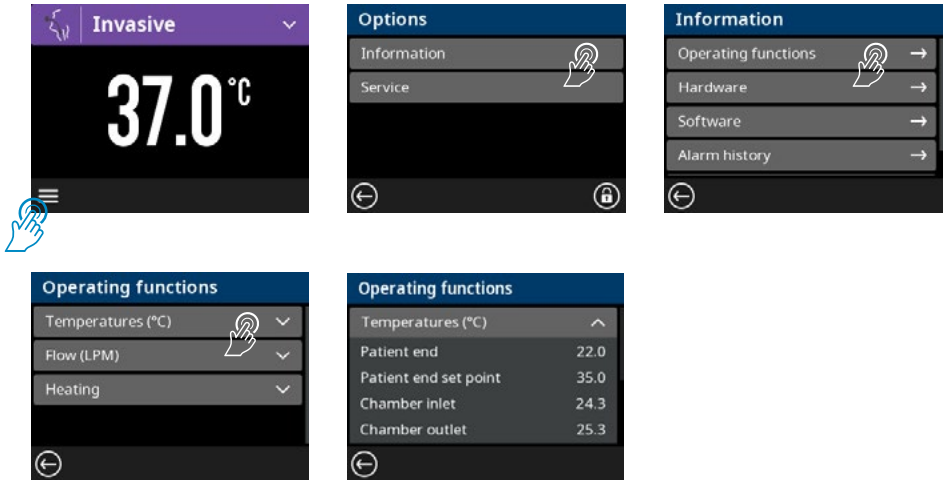 Invasive
37.0°C
Options
Information
Service
Information
Operating functions
Hardware
Software
Alarm history
Operating functions
Temperatures (°C)
Flow (LPM)
Heating
Operating functions
Temperatures (°C)
Patient end 22.0
Patient end set point 35.0
Chamber inlet 24.3
Chamber outlet 25.3